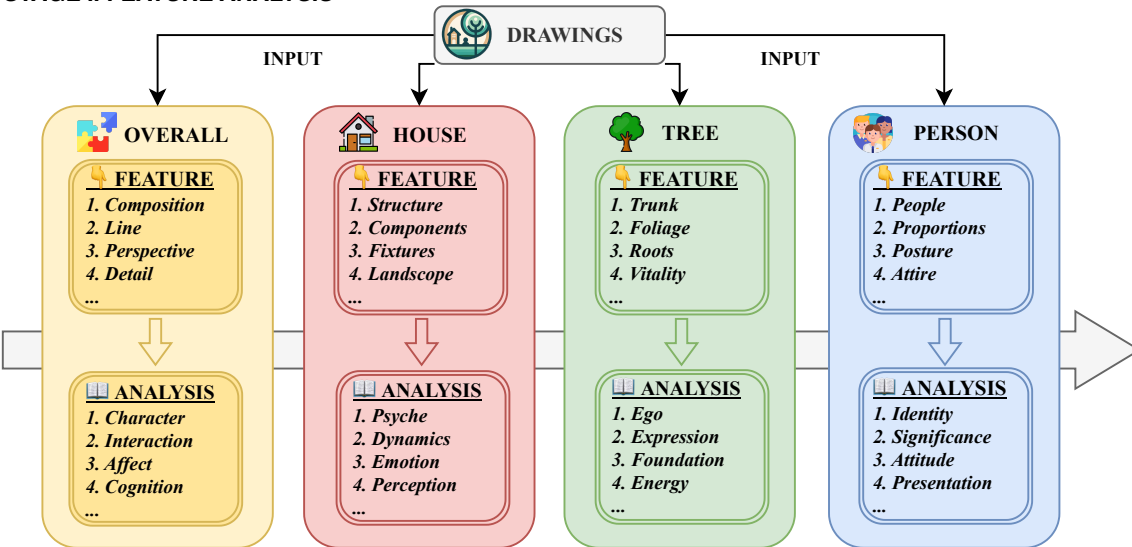 DRAWINGS
INPUT
INPUT
OVERALL
FEATURE
1. Composition
2. Line
3. Perspective
4. Detail
...
ANALYSIS
1. Character
2. Interaction
3. Affect
4. Cognition
...
HOUSE
FEATURE
1. Structure
2. Components
3. Fixtures
4. Landscope
...
ANALYSIS
1. Psyche
2. Dynamics
3. Emotion
4. Perception
...
TREE
FEATURE
1. Trunk
2. Foliage
3. Roots
4. Vitality
...
ANALYSIS
1. Ego
2. Expression
3. Foundation
4. Energy
...
PERSON
FEATURE
1. People
2. Proportions
3. Posture
4. Attire
...
ANALYSIS
1. Identity
2. Significance
3. Attitude
4. Presentation
...